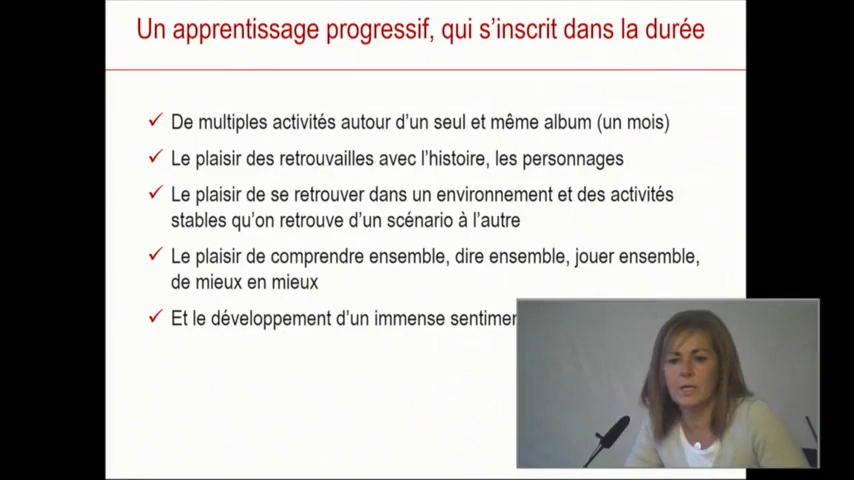 Un apprentissage progressif, qui s’inscrit dans la durée
De multiples activités autour d’un seul et même album (un mois)
Le plaisir des retrouvailles avec l’histoire, les personnages
Le plaisir de se retrouver dans un environnement et des activités
stables qu’on retrouve d’un scénario à l’autre
Le plaisir de comprendre ensemble, dire ensemble, jouer ensemble,
de mieux en mieux
Et le développement d’un immense